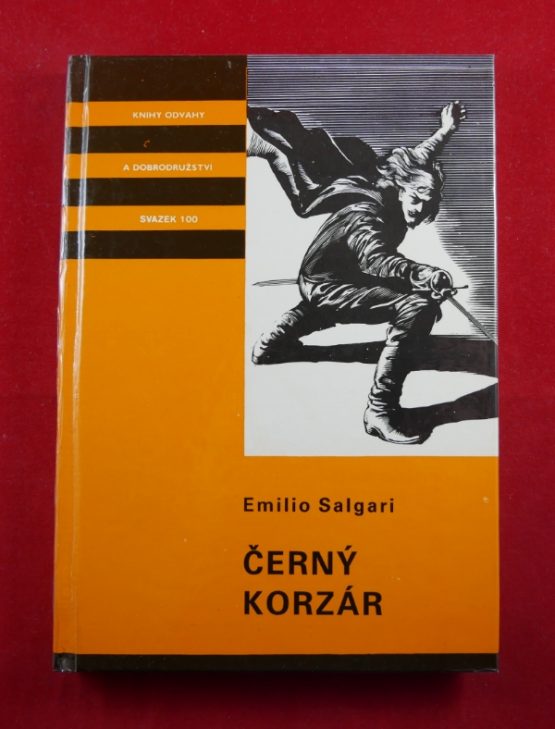 KNIHY ODVAHY
A DOBRODRUŽSTVÍ
SVAZEK 100
Emilio Salgari
ČERNÝ
KORZÁR